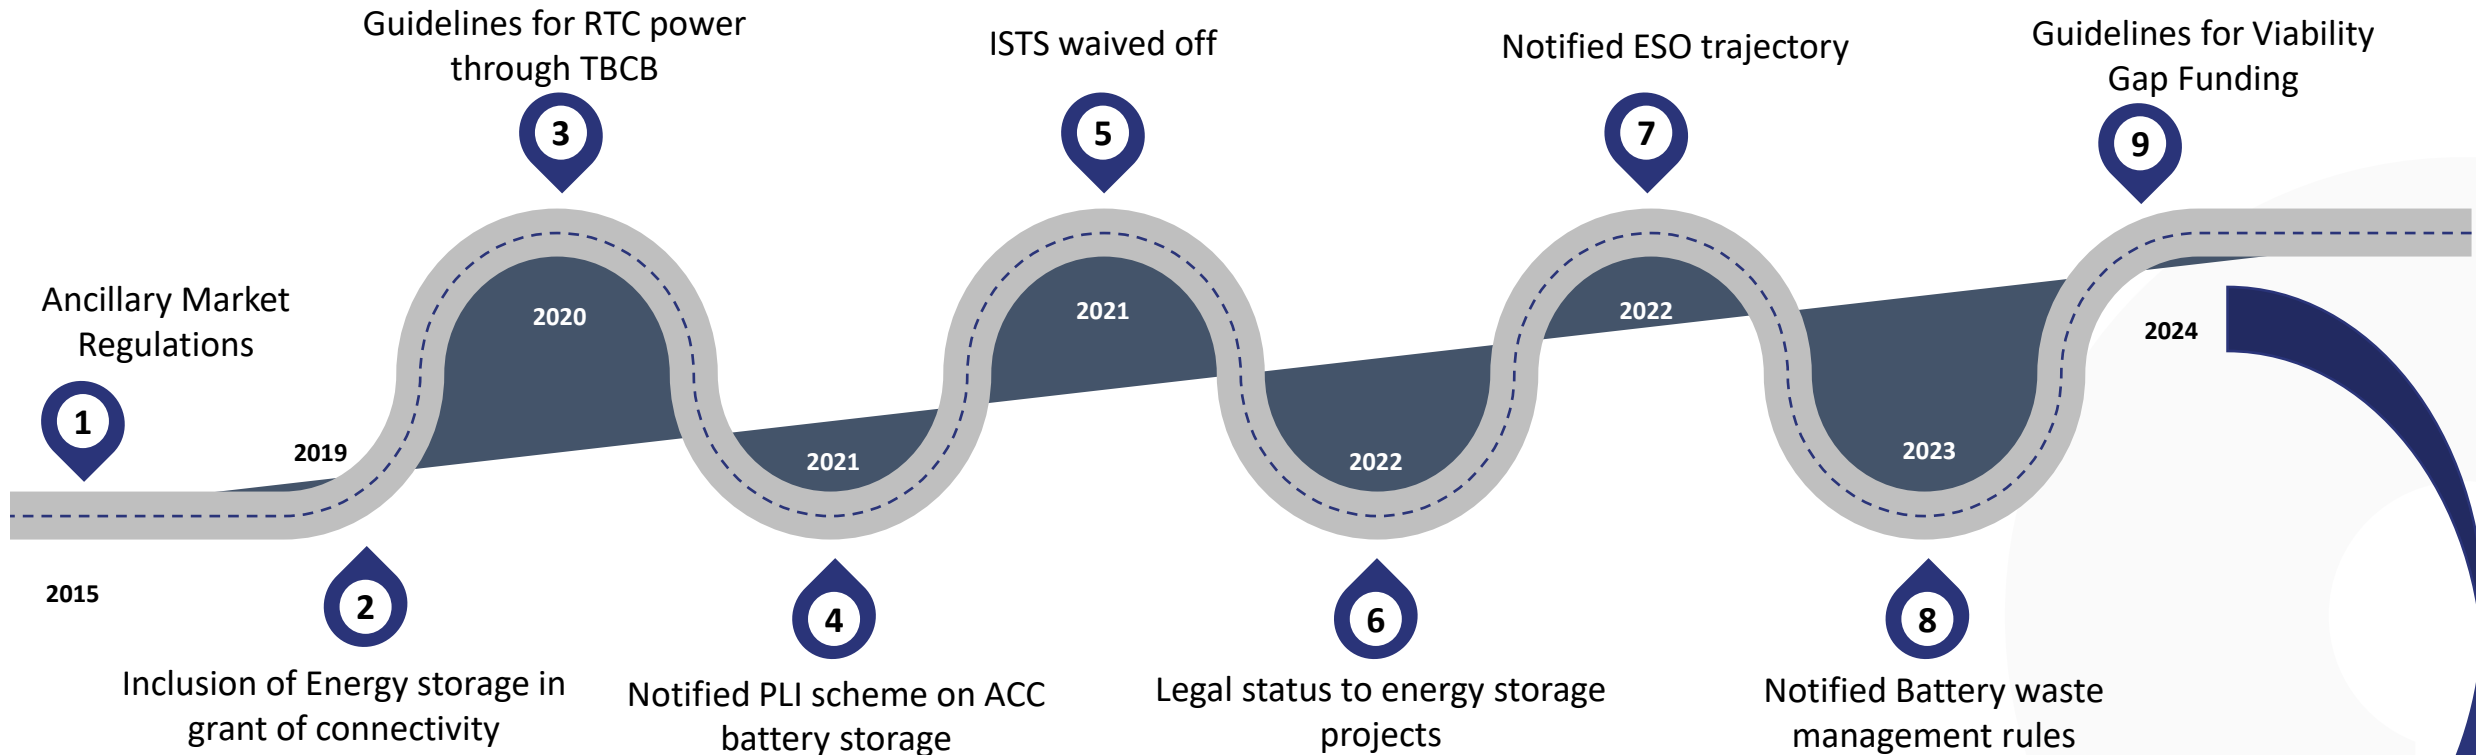 Ancillary Market
Regulations
1
2015
2019
2
Inclusion of Energy storage in
grant of connectivity
Guidelines for RTC power
through TBCB
3
2020
2021
4
Notified PLI scheme on ACC
battery storage
ISTS waived off
5
2021
2022
6
Legal status to energy storage
projects
Notified ESO trajectory
7
2022
2023
8
Notified Battery waste
management rules
Guidelines for Viability
Gap Funding
9
2024